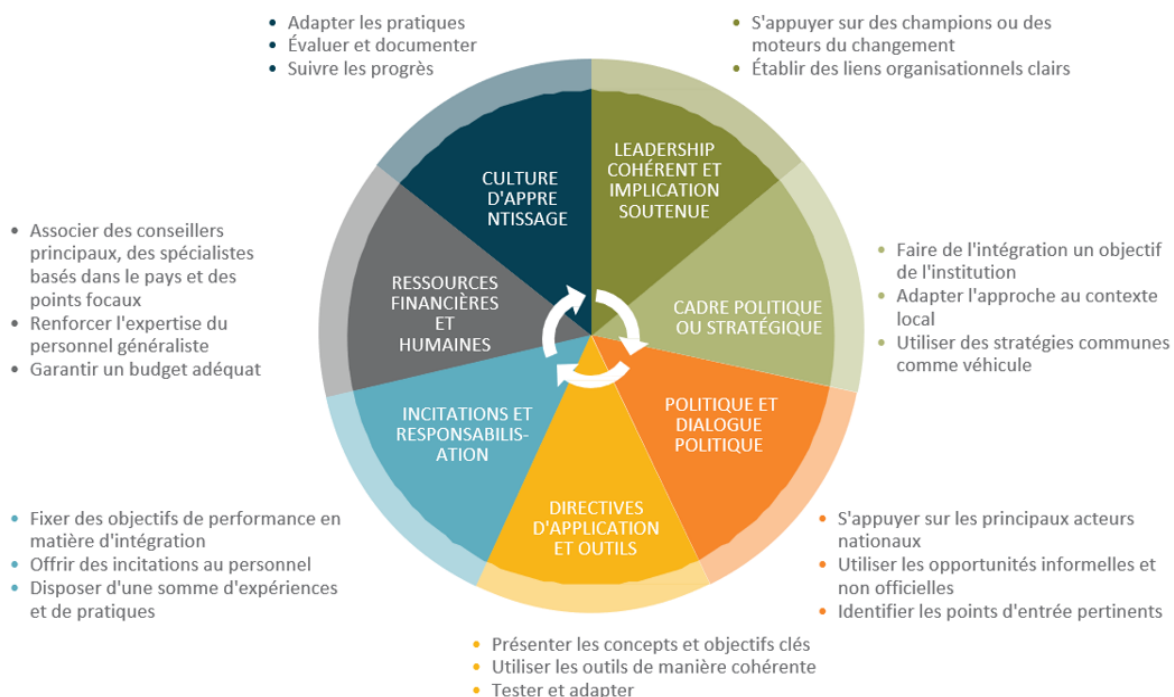 • Adapter les pratiques
• Évaluer et documenter
• Suivre les progrès
• S'appuyer sur des champions ou des
moteurs du changement
• Établir des liens organisationnels clairs
CULTURE
D'APPRE
NTISSAGE
LEADERSHIP
COHÉRENT ET
IMPLICATION
SOUTENUE
• Associer des conseillers
principaux, des spécialistes
basés dans le pays et des
points focaux
• Renforcer l'expertise du
personnel généraliste
• Garantir un budget adéquat
RESSOURCES
FINANCIÈRES
ET
HUMAINES
CADRE POLITIQUE
OU STRATÉGIQUE
• Faire de l'intégration un objectif
de l'institution
• Adapter l'approche au contexte
local
• Utiliser des stratégies communes
comme véhicule
INCITATIONS ET
RESPONSABILIS-
ATION
POLITIQUE ET
DIALOGUE
POLITIQUE
DIRECTIVES
D'APPLICATION
ET OUTILS
• Fixer des objectifs de performance en
matière d'intégration
• Offrir des incitations au personnel
• Disposer d'une somme d'expériences
et de pratiques
• S'appuyer sur les principaux acteurs
nationaux
• Utiliser les opportunités informelles et
non officielles
• Identifier les points d'entrée pertinents
• Présenter les concepts et objectifs clés
• Utiliser les outils de manière cohérente
• Tester et adapter